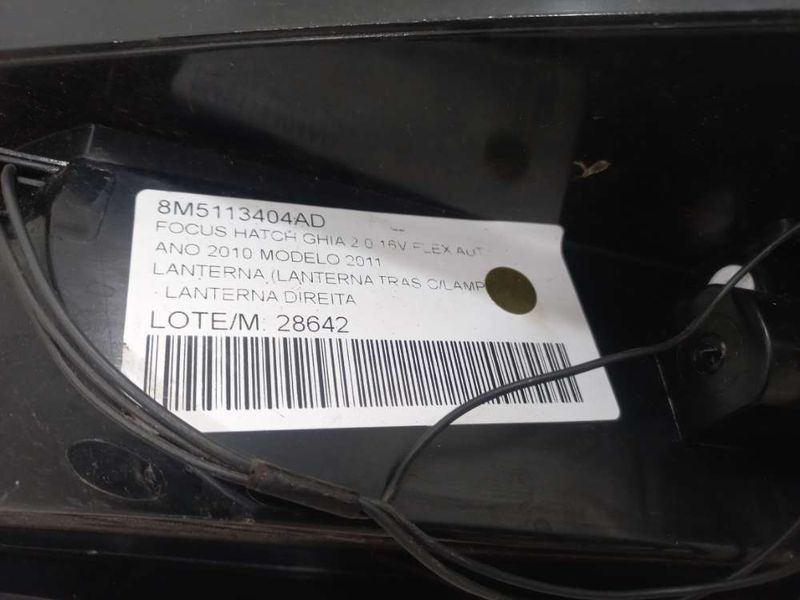 8M5113404AD
FOCUS HATCH GHIA 2.0 16V FLEX AUT
ANO 2010 MODELO 2011
LANTERNA (LANTERNA TRAS C/LAMP
- LANTERNA DIREITA
LOTE/M: 28642